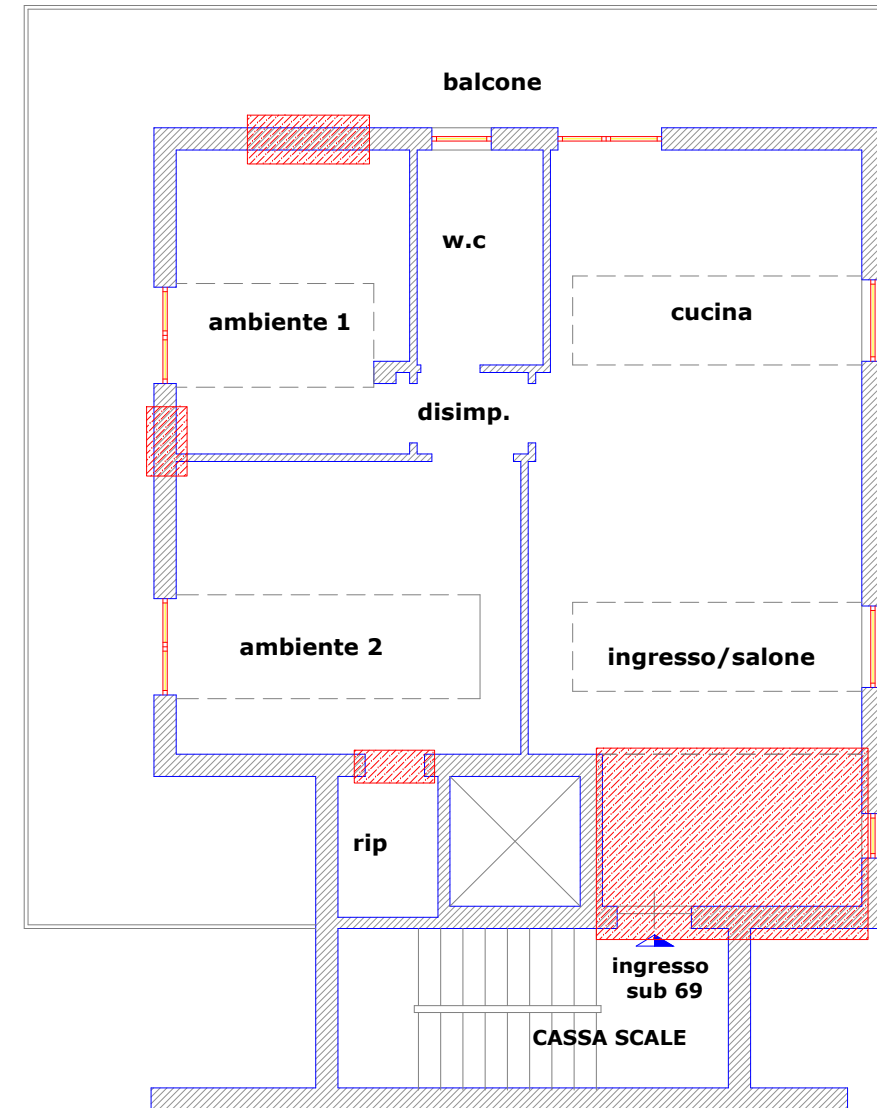 balcone
w.c
cucina
ambiente 1
disimp.
ambiente 2
ingresso/salone
rip
ingresso
sub 69
CASSA SCALE